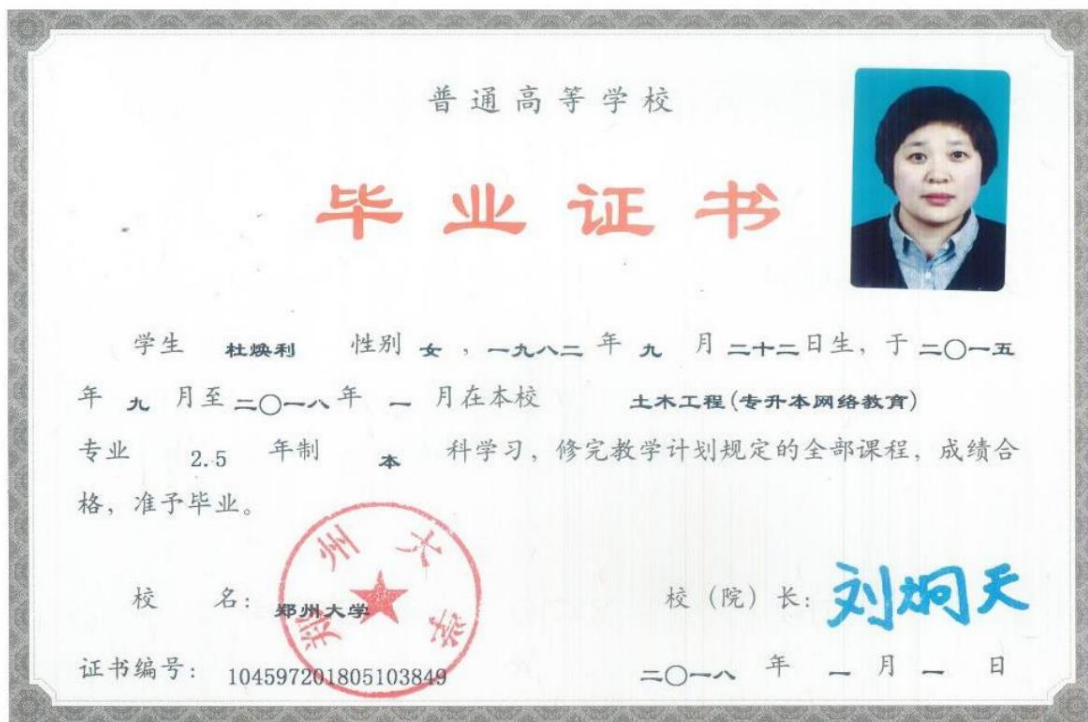 普通高等学校
毕业证书
学生 杜焕利 性别 女 ，一九八二 年 九 月 二十二日生，于 二〇一五
年 九 月至 二〇一八年 一 月在本校 土木工程(专升本网络教育)
专业 2.5 年制 本 科学习，修完教学计划规定的全部课程，成绩合
格，准予毕业。
郑州大学
校 名：郑州大学 校（院）长：刘炯天
证书编号：104597201805103849 二〇一八 年 一 月 一 日